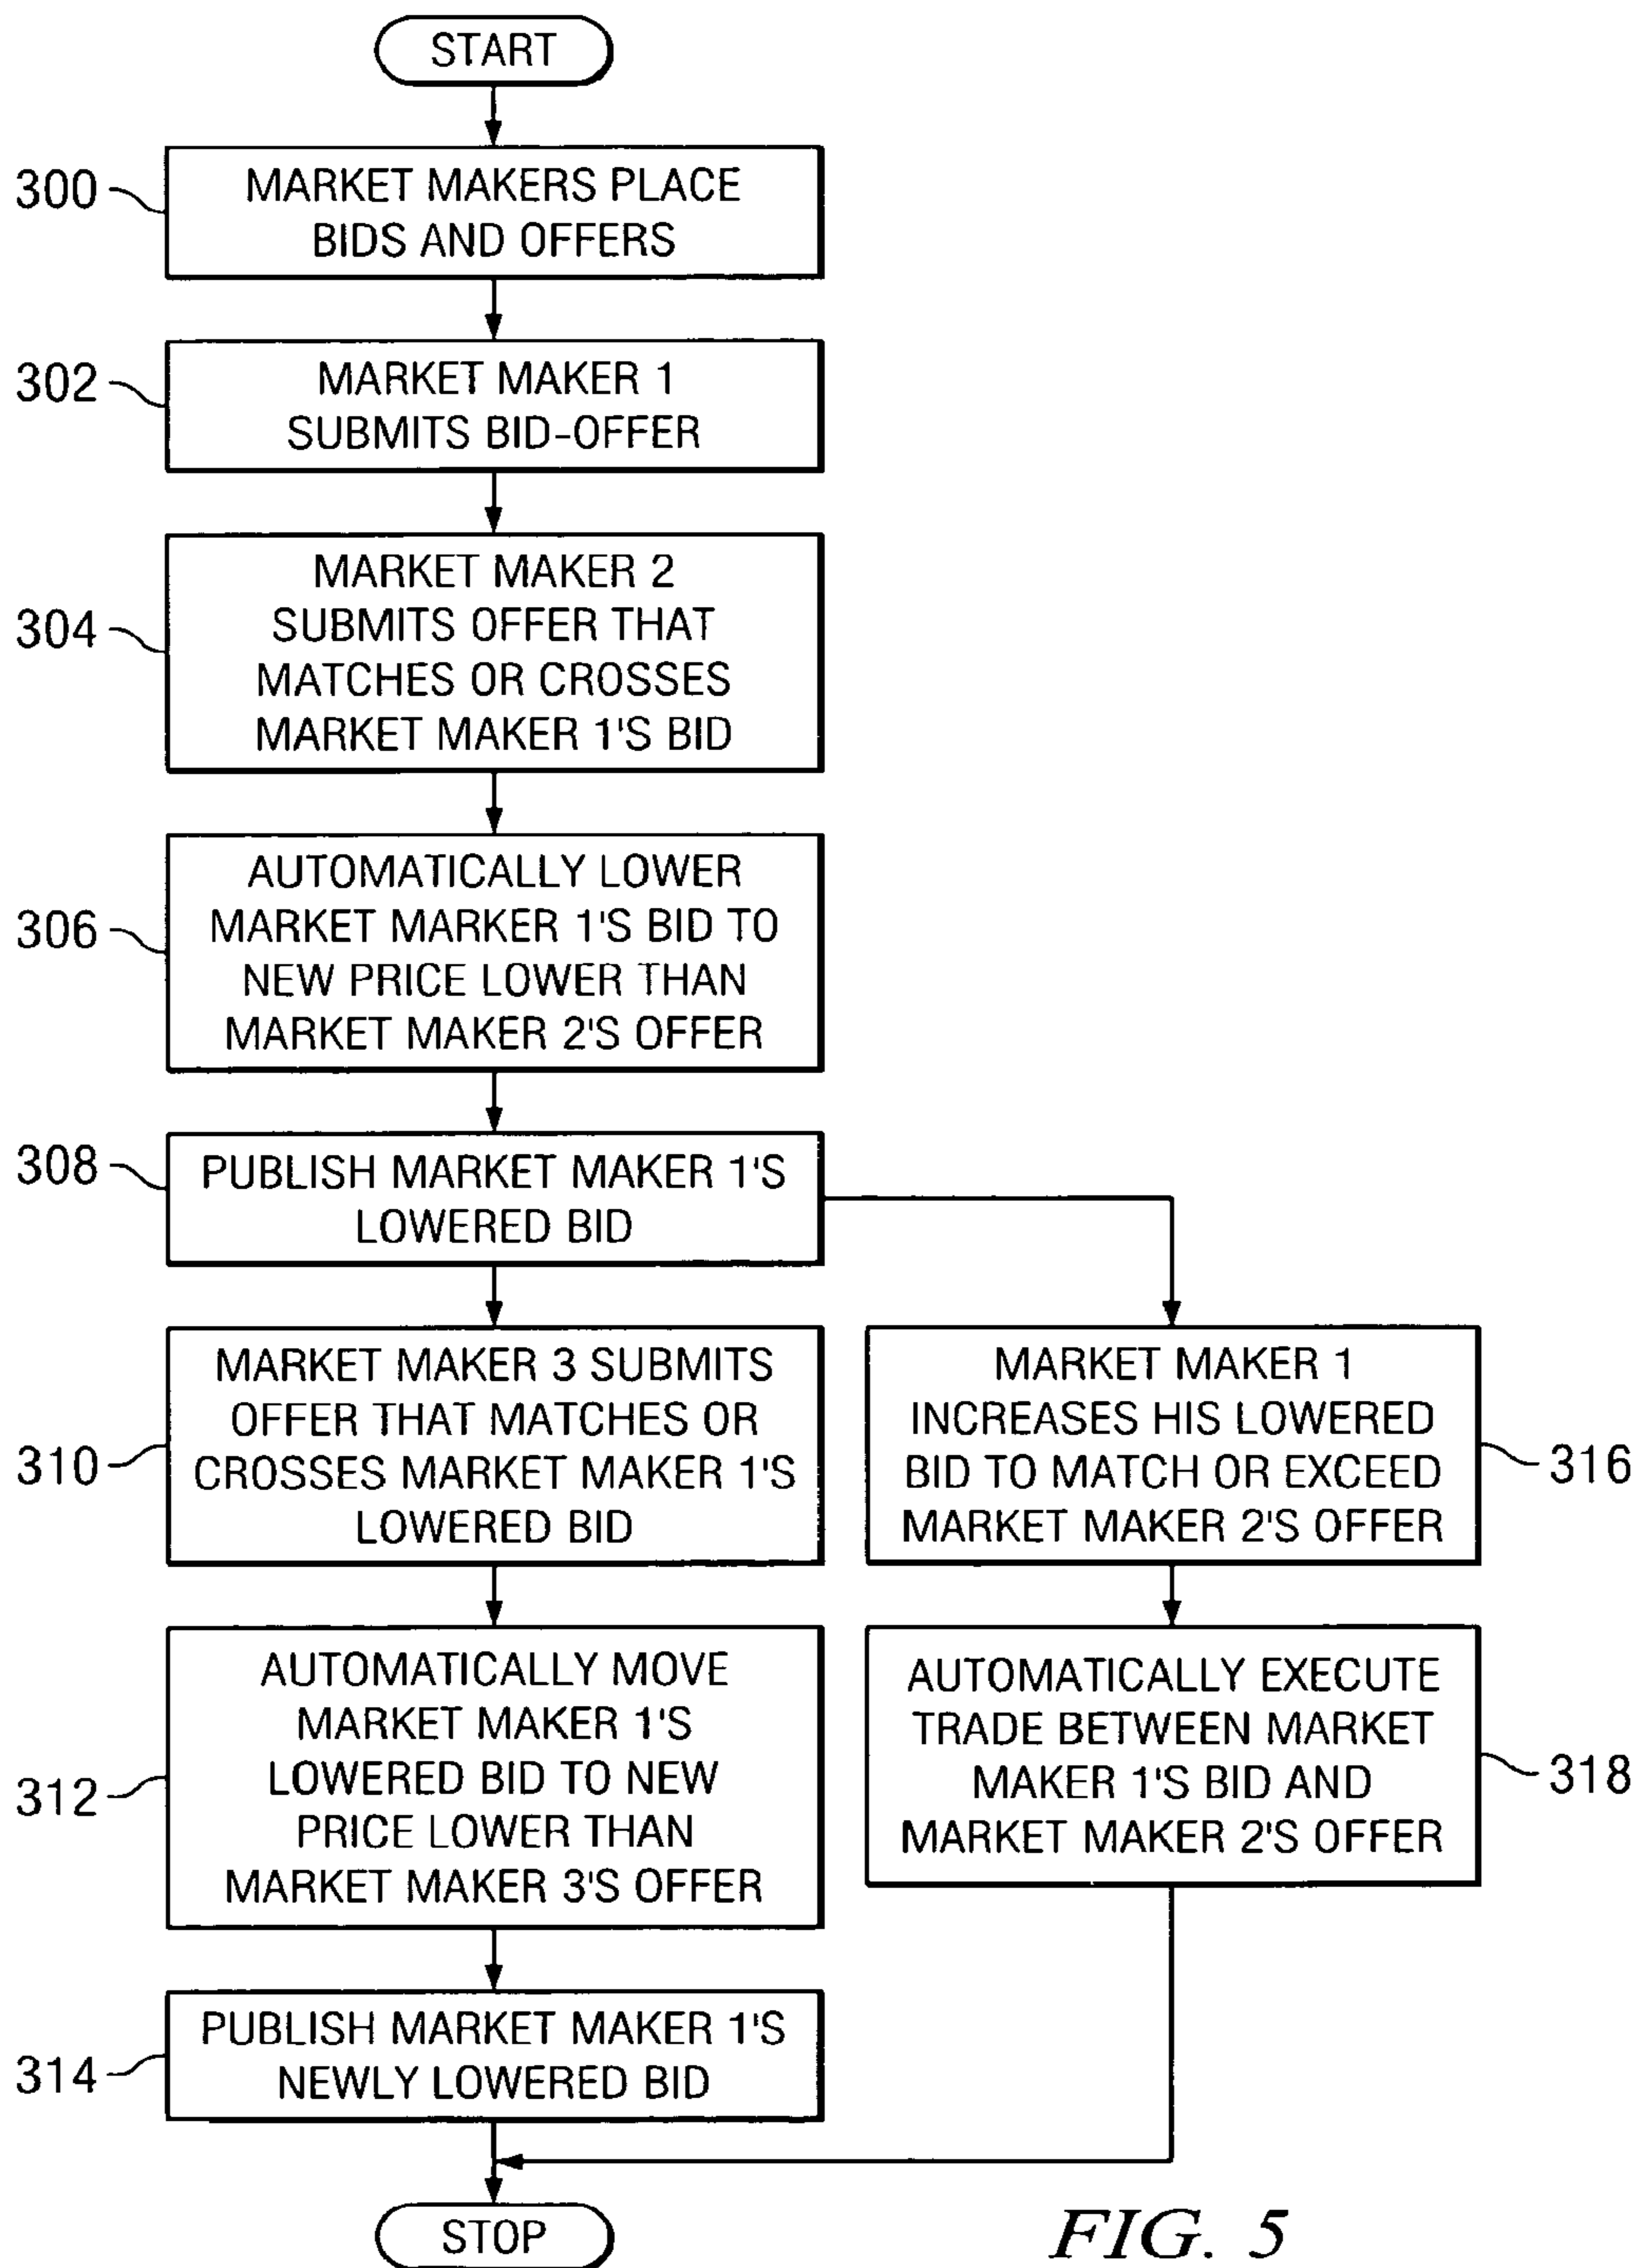 START
300
MARKET MAKERS PLACE
BIDS AND OFFERS
302
MARKET MAKER 1
SUBMITS BID-OFFER
304
MARKET MAKER 2
SUBMITS OFFER THAT
MATCHES OR CROSSES
MARKET MAKER 1'S BID
306
AUTOMATICALLY LOWER
MARKET MARKER 1'S BID TO
NEW PRICE LOWER THAN
MARKET MAKER 2'S OFFER
308
PUBLISH MARKET MAKER 1'S
LOWERED BID
310
MARKET MAKER 3 SUBMITS
OFFER THAT MATCHES OR
CROSSES MARKET MAKER 1'S
LOWERED BID
MARKET MAKER 1
INCREASES HIS LOWERED
BID TO MATCH OR EXCEED
MARKET MAKER 2'S OFFER
316
312
AUTOMATICALLY MOVE
MARKET MAKER 1'S
LOWERED BID TO NEW
PRICE LOWER THAN
MARKET MAKER 3'S OFFER
AUTOMATICALLY EXECUTE
TRADE BETWEEN MARKET
MAKER 1'S BID AND
MARKET MAKER 2'S OFFER
318
314
PUBLISH MARKET MAKER 1'S
NEWLY LOWERED BID
STOP
FIG. 5